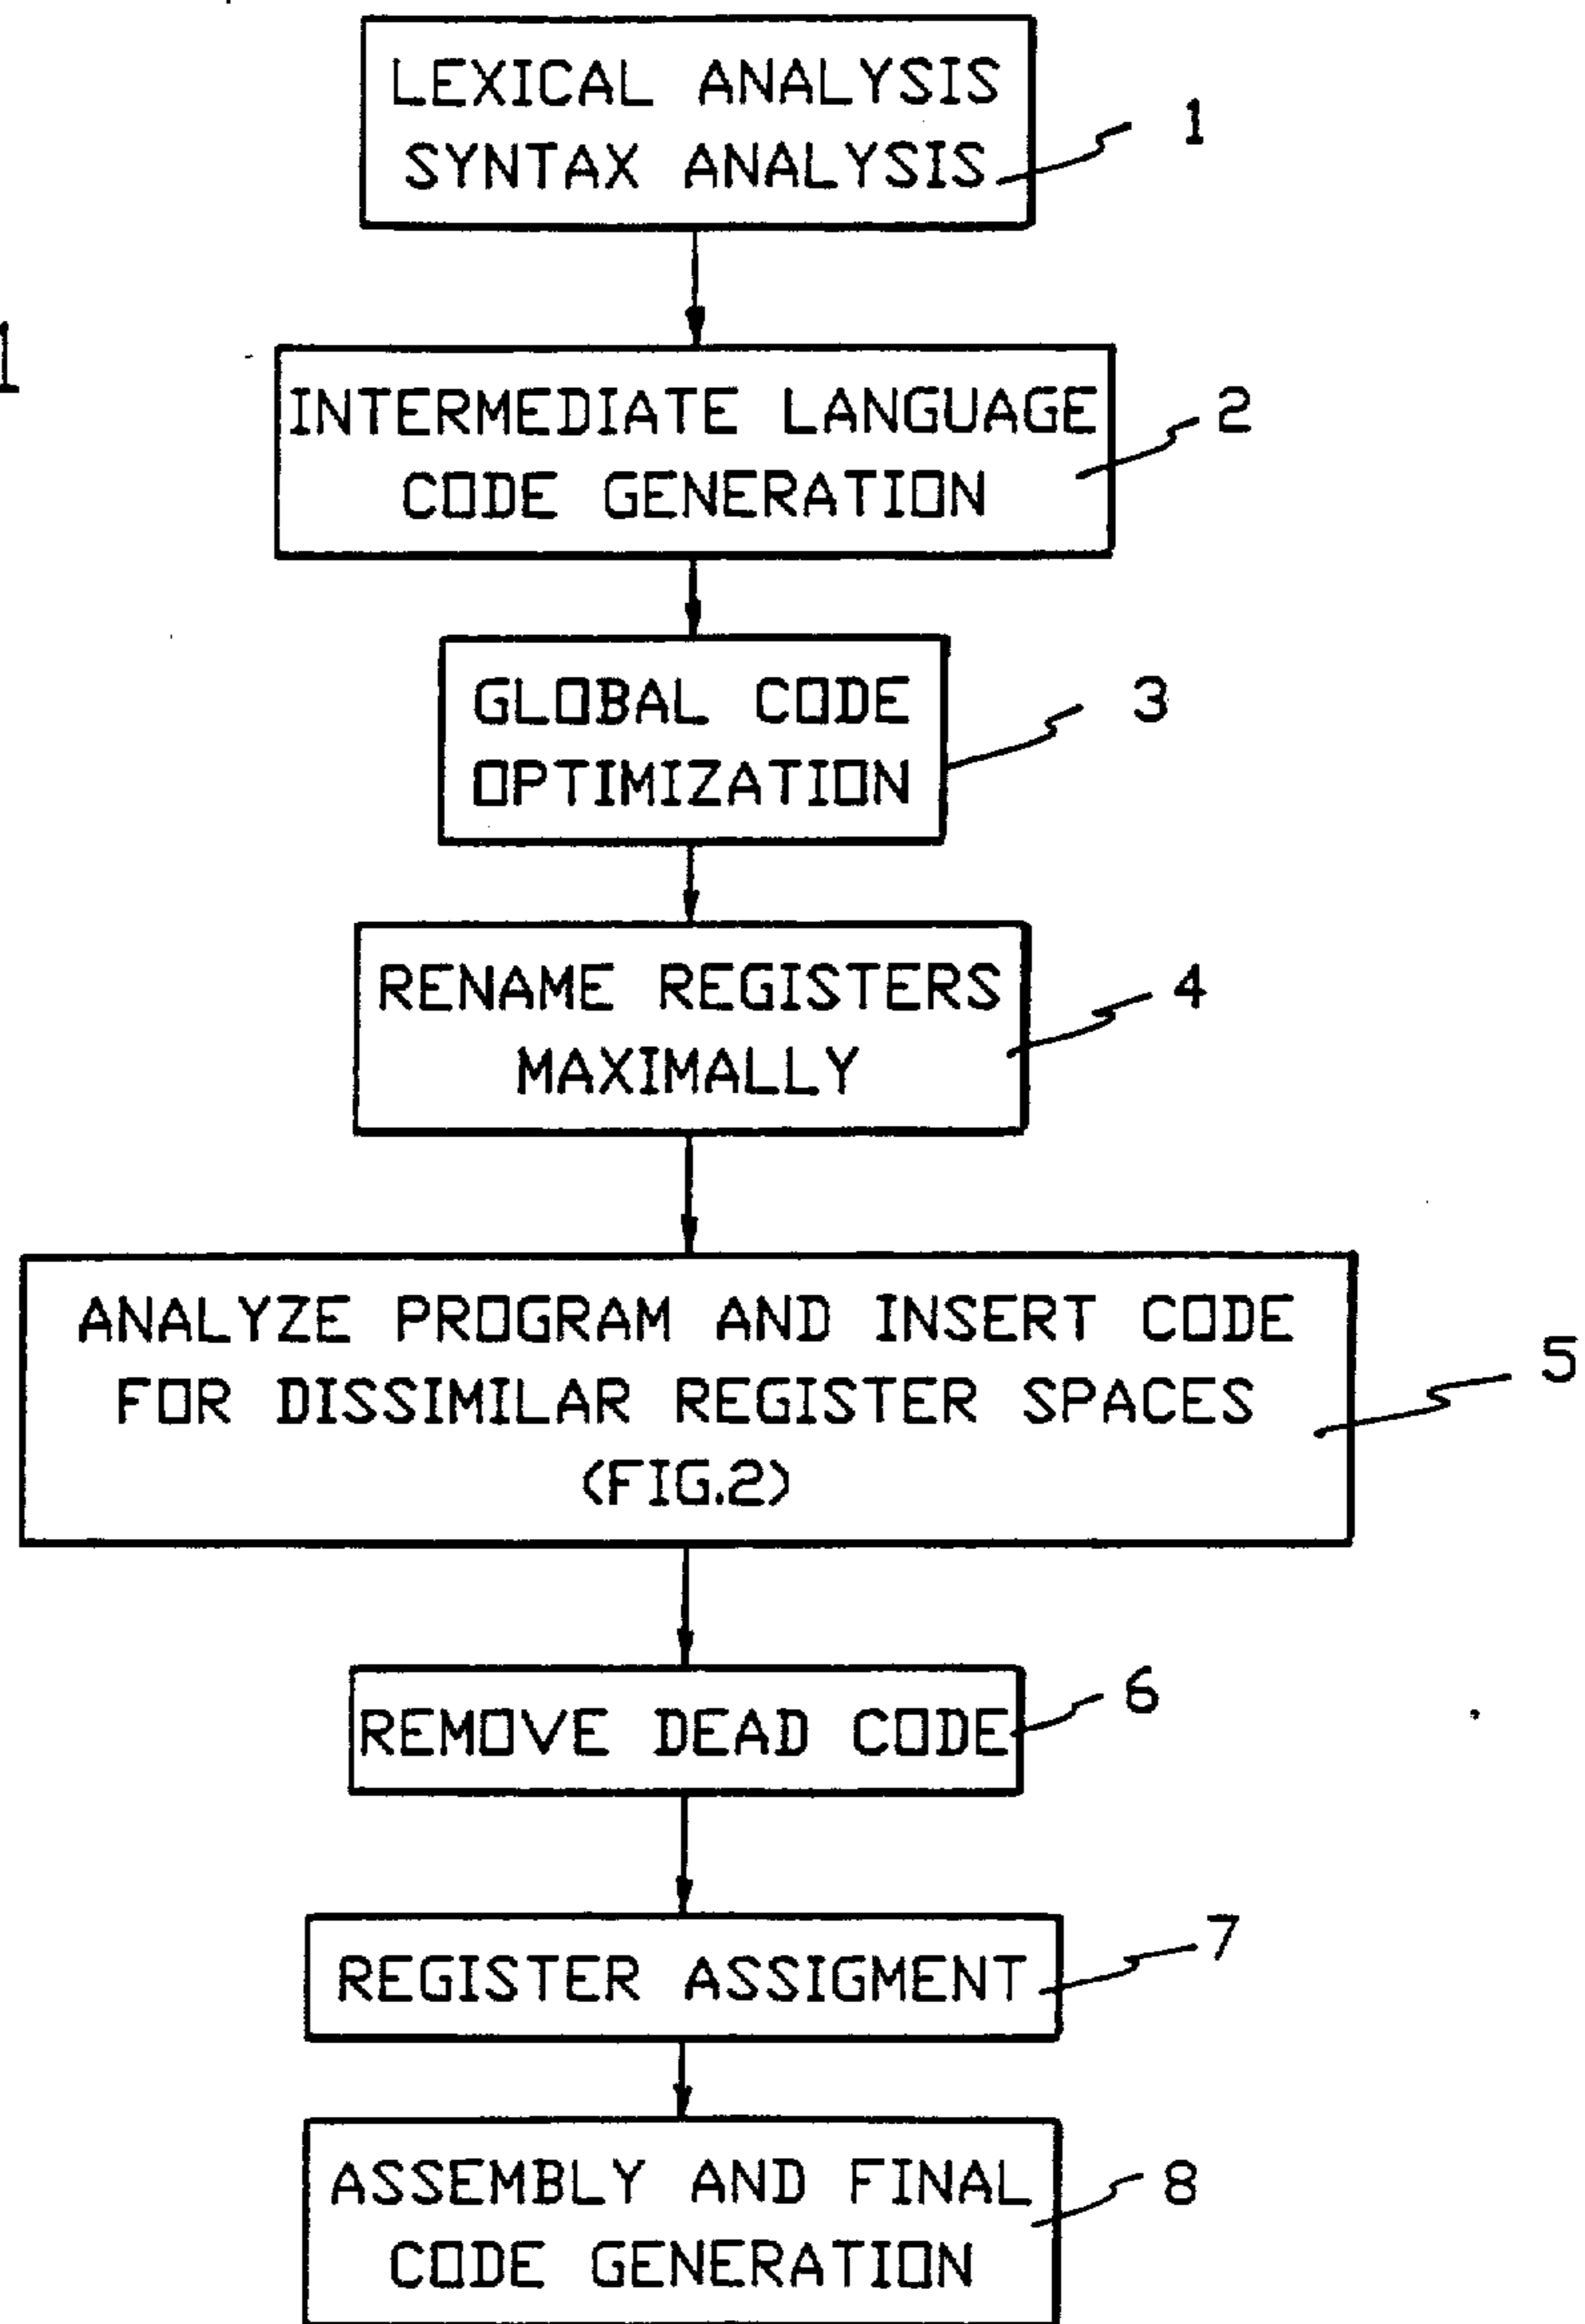 LEXICAL ANALYSIS
SYNTAX ANALYSIS
1
1
INTERMEDIATE LANGUAGE
CODE GENERATION
2
GLOBAL CODE
OPTIMIZATION
3
RENAME REGISTERS
MAXIMALLY
4
ANALYZE PROGRAM AND INSERT CODE
FOR DISSIMILAR REGISTER SPACES
(FIG.2)
5
REMOVE DEAD CODE
6
REGISTER ASSIGMENT
7
ASSEMBLY AND FINAL
CODE GENERATION
8